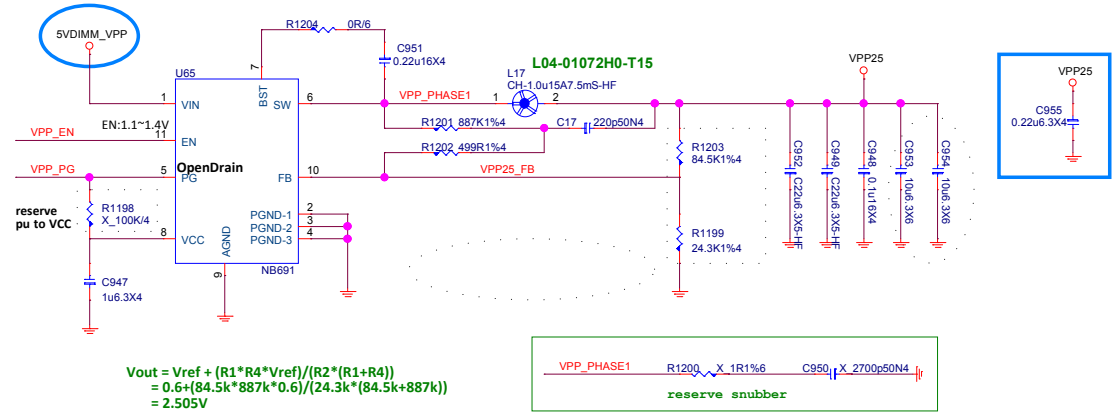 5VDIMM_VPP
R1204
0R/6
C951
0.22u16X4
L04-01072H0-T15
L17
CH-1.0u15A7.5mS-HF
VPP25
VPP25
C955
0.22u6.3X4
U65
7
BST
1
VIN
SW
6
VPP_PHASE1
1
2
EN:1.1~1.4V
VPP_EN
11
EN
R1201
887K1%4
C17
220p50N4
R1202
499R1%4
OpenDrain
VPP_PG
5
PG
FB
10
VPP25_FB
R1203
84.5K1%4
C952
C22u6.3X5-HF
C949
C22u6.3X5-HF
C948
0.1u16X4
C953
10u6.3X6
C954
10u6.3X6
reserve
pu to VCC
R1198
X_100K/4
PGND-1
2
PGND-2
3
PGND-3
4
8
VCC
AGND
9
NB691
R1199
24.3K1%4
C947
1u6.3X4
Vout = Vref + (R1*R4*Vref)/(R2*(R1+R4))
= 0.6+(84.5k*887k*0.6)/(24.3k*(84.5k+887k))
= 2.505V
VPP_PHASE1
R1200
X_1R1%6
C950
X_2700p50N4
reserve snubber